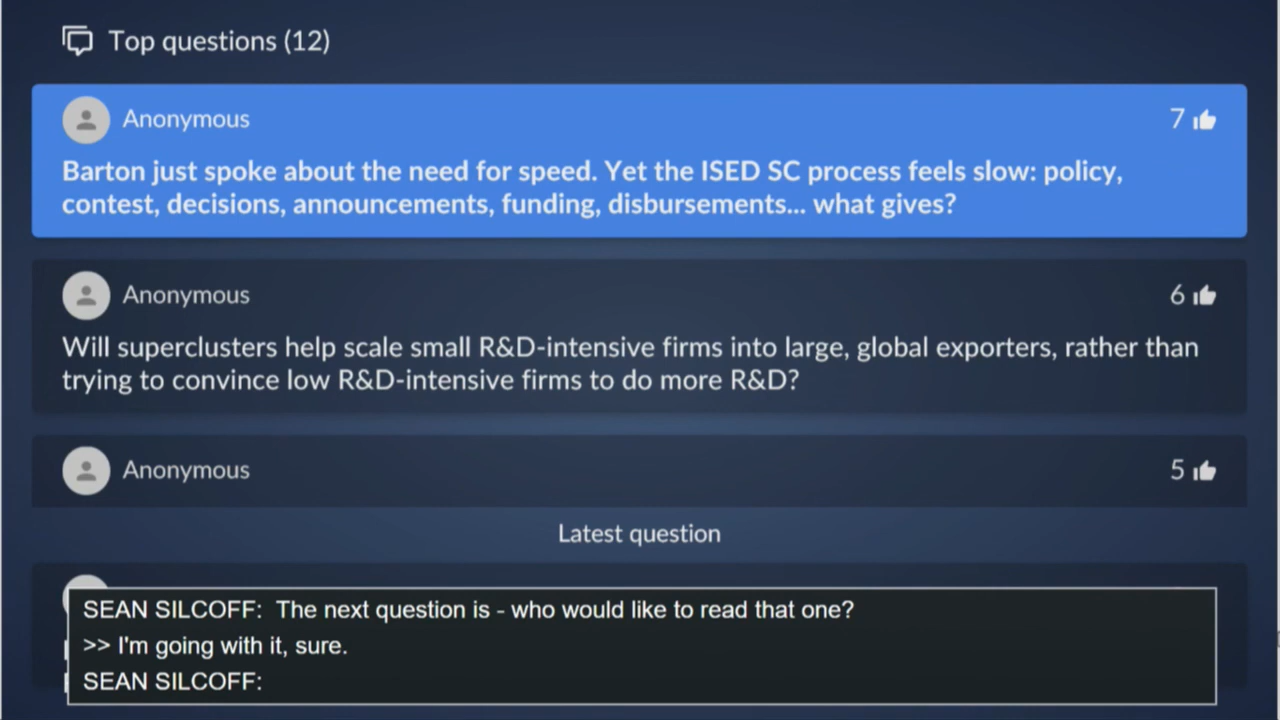 Top questions (12)
Anonymous
7
Barton just spoke about the need for speed. Yet the ISED SC process feels slow: policy,
contest, decisions, announcements, funding, disbursements... what gives?
Anonymous
6
Will superclusters help scale small R&D-intensive firms into large, global exporters, rather than
trying to convince low R&D-intensive firms to do more R&D?
Anonymous
5
Latest question
SEAN SILCOFF:  The next question is - who would like to read that one?
>> I'm going with it, sure.
SEAN SILCOFF: